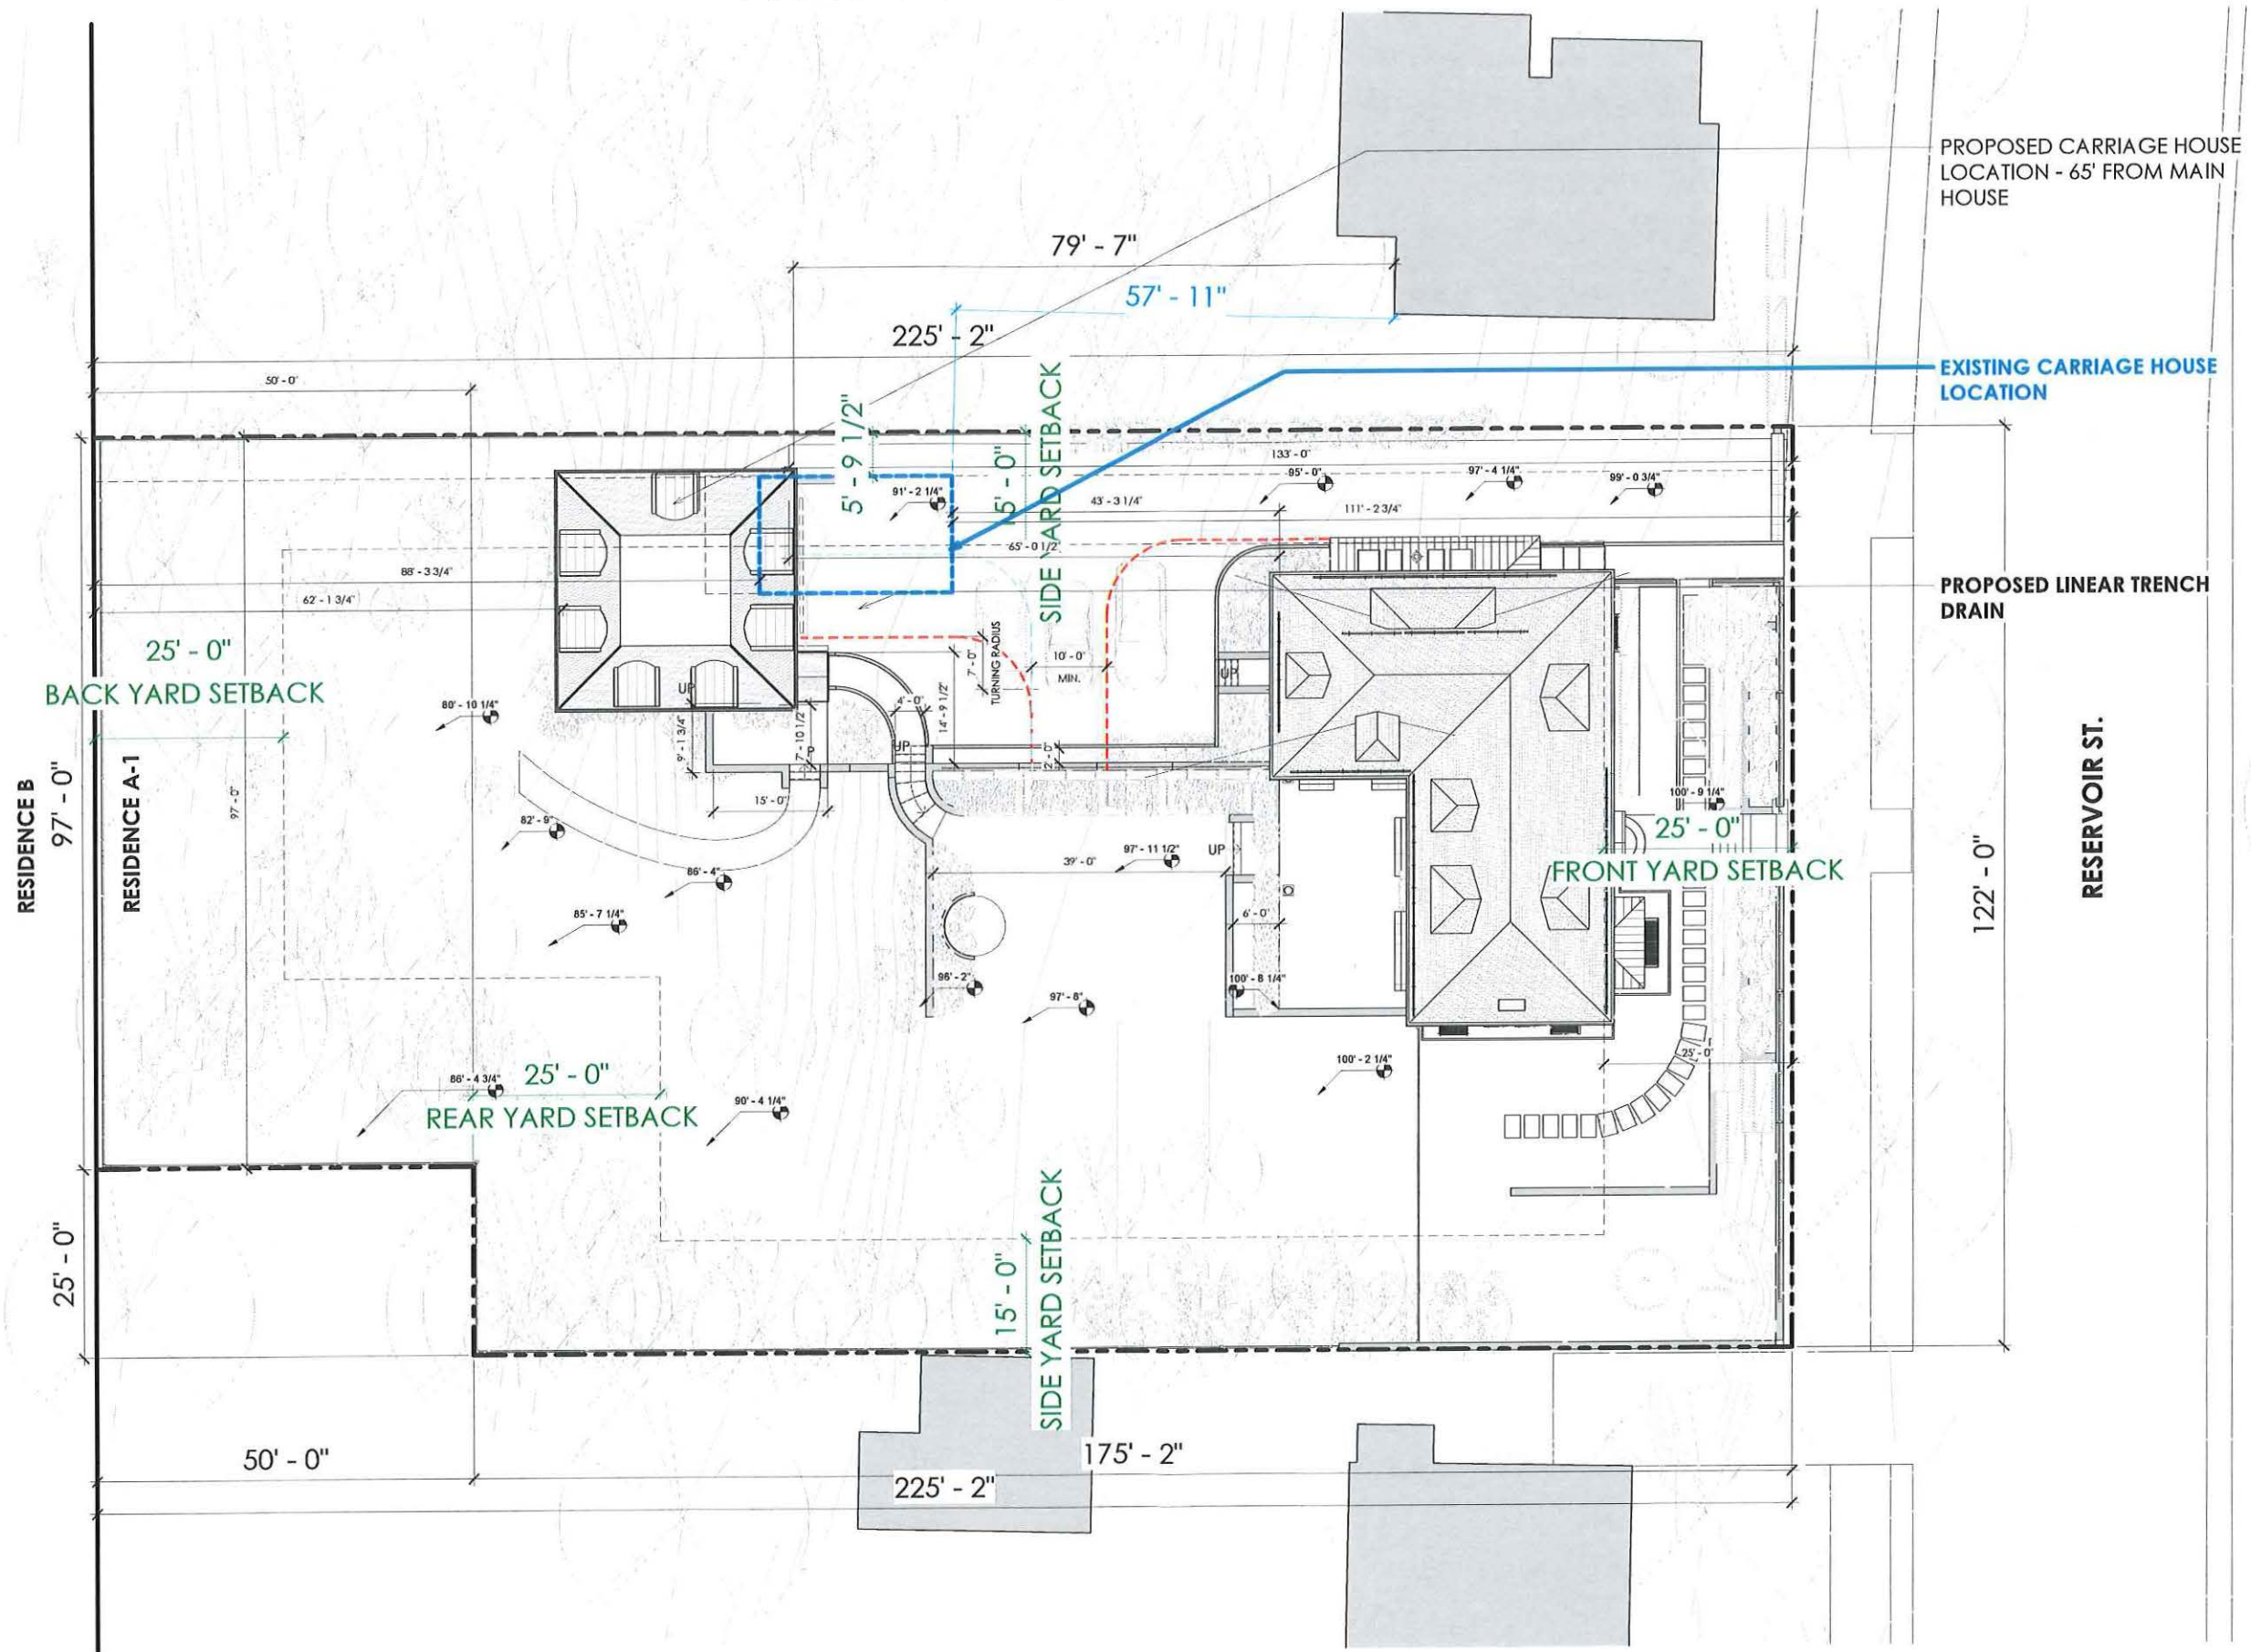 PROPOSED CARRIAGE HOUSE
LOCATION - 65' FROM MAIN
HOUSE
79' - 7"
57' - 11"
225' - 2"
EXISTING CARRIAGE HOUSE
LOCATION
50' - 0"
5' - 9 1/2"
15' - 0"
SIDE YARD SETBACK
133' - 0"
95' - 0"
97' - 4 1/4"
99' - 0 3/4"
91' - 2 1/4"
43' - 3 1/4"
111' - 2 3/4"
65' - 0 1/2"
88' - 3 3/4"
62' - 1 3/4"
PROPOSED LINEAR TRENCH
DRAIN
25' - 0"
BACK YARD SETBACK
7' - 0"
TURNING RADIUS
10' - 0"
MIN.
UP
UP
80' - 10 1/4"
4' - 0"
14' - 9 1/2"
9' - 1 3/4"
7' - 10 1/2"
P
UP
2' - 0"
RESIDENCE B
97' - 0"
RESIDENCE A-1
97' - 0"
15' - 0"
82' - 9"
86' - 4"
39' - 0"
97' - 11 1/2"
UP
100' - 9 1/4"
25' - 0"
FRONT YARD SETBACK
122' - 0"
RESERVOIR ST.
85' - 7 1/4"
6' - 0"
96' - 2"
97' - 8"
100' - 8 1/4"
100' - 2 1/4"
25' - 0"
86' - 4 3/4"
25' - 0"
REAR YARD SETBACK
90' - 4 1/4"
25' - 0"
15' - 0"
SIDE YARD SETBACK
50' - 0"
175' - 2"
225' - 2"